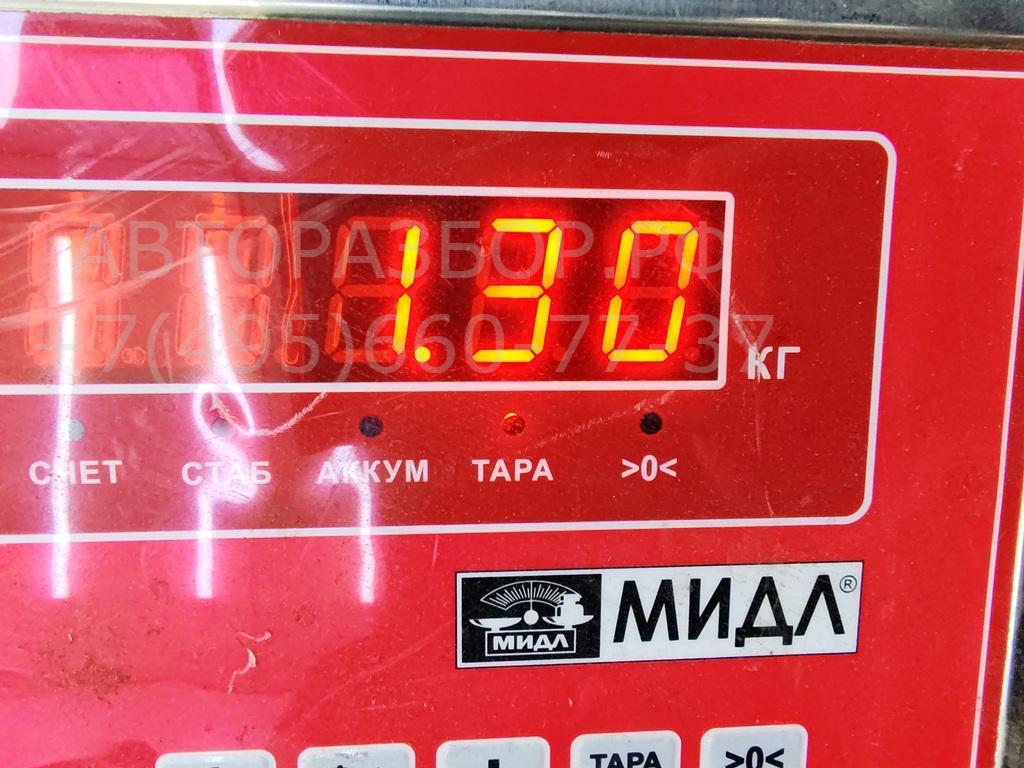 АВТОРАЗБОР.РФ
1.30
+7(495)660-77-37
КГ
СЧЕТ СТАБ АККУМ ТАРА >0<
МИДЛ МИДЛ®
ТАРА >0<